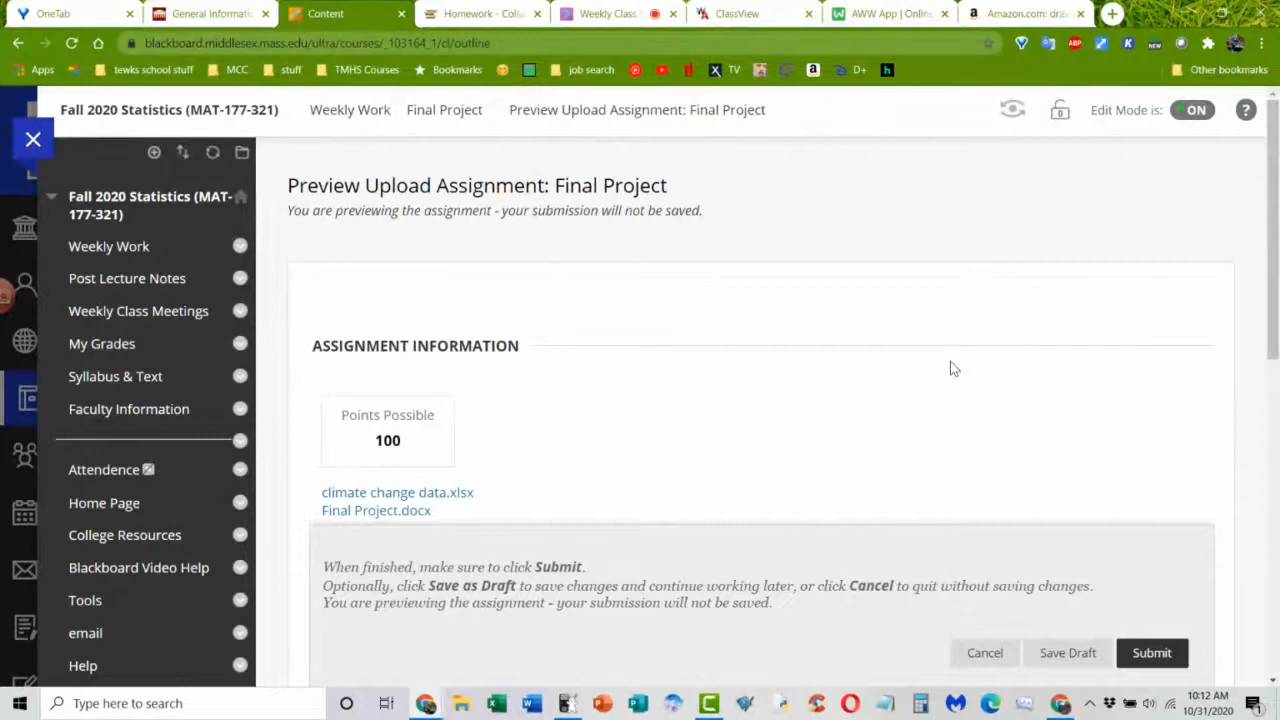 OneTab
General Informati
Content
Homework - Colla
Weekly Class
ClassView
AWW App | Online
Amazon.com: dra
blackboard.middlesex.mass.edu/ultra/courses/_103164_1/cl/outline
Apps
tewks school stuff
MCC
stuff
TMHS Courses
Bookmarks
job search
TV
D+
Other bookmarks
Fall 2020 Statistics (MAT-177-321)
Weekly Work
Final Project
Preview Upload Assignment: Final Project
Edit Mode is:
ON
?
Fall 2020 Statistics (MAT-
177-321)
Weekly Work
Post Lecture Notes
Weekly Class Meetings
My Grades
Syllabus & Text
Faculty Information
Attendence
Home Page
College Resources
Blackboard Video Help
Tools
email
Help
Preview Upload Assignment: Final Project
You are previewing the assignment - your submission will not be saved.
ASSIGNMENT INFORMATION
Points Possible
100
climate change data.xlsx
Final Project.docx
When finished, make sure to click Submit.
Optionally, click Save as Draft to save changes and continue working later, or click Cancel to quit without saving changes.
You are previewing the assignment - your submission will not be saved.
Cancel
Save Draft
Submit
Type here to search
10:12 AM
10/31/2020